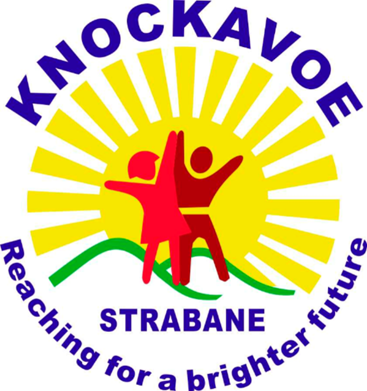 KNOCKAVOE
STRABANE
Reaching for a brighter future